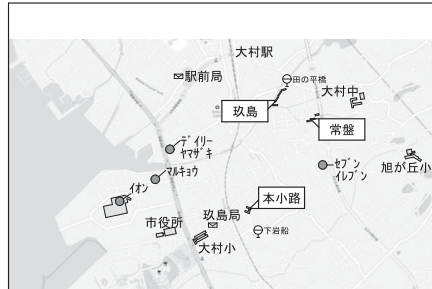 大村駅
駅前局
田の平橋
玖島
大村中
常盤
デイリー
ヤマザキ
セブン
イレブン
旭が丘小
マルキョウ
イオン
本小路
市役所
玖島局
下岩船
大村小